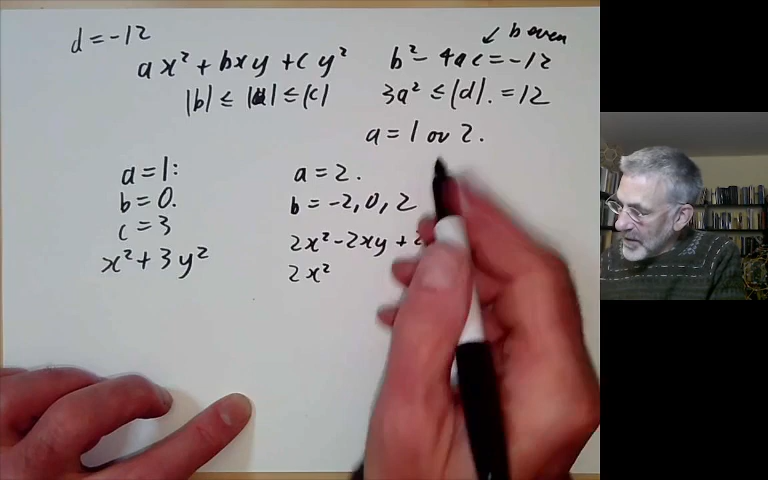 d = -12
ax² + bxy + cy²
|b| ≤ |a| ≤ |c|
↙ b even
b² - 4ac = -12
3a² ≤ |d|. = 12
a = 1 or 2.
a = 1:
b = 0.
c = 3
x² + 3y²
a = 2.
b = -2, 0, 2
2x² - 2xy +
2x²